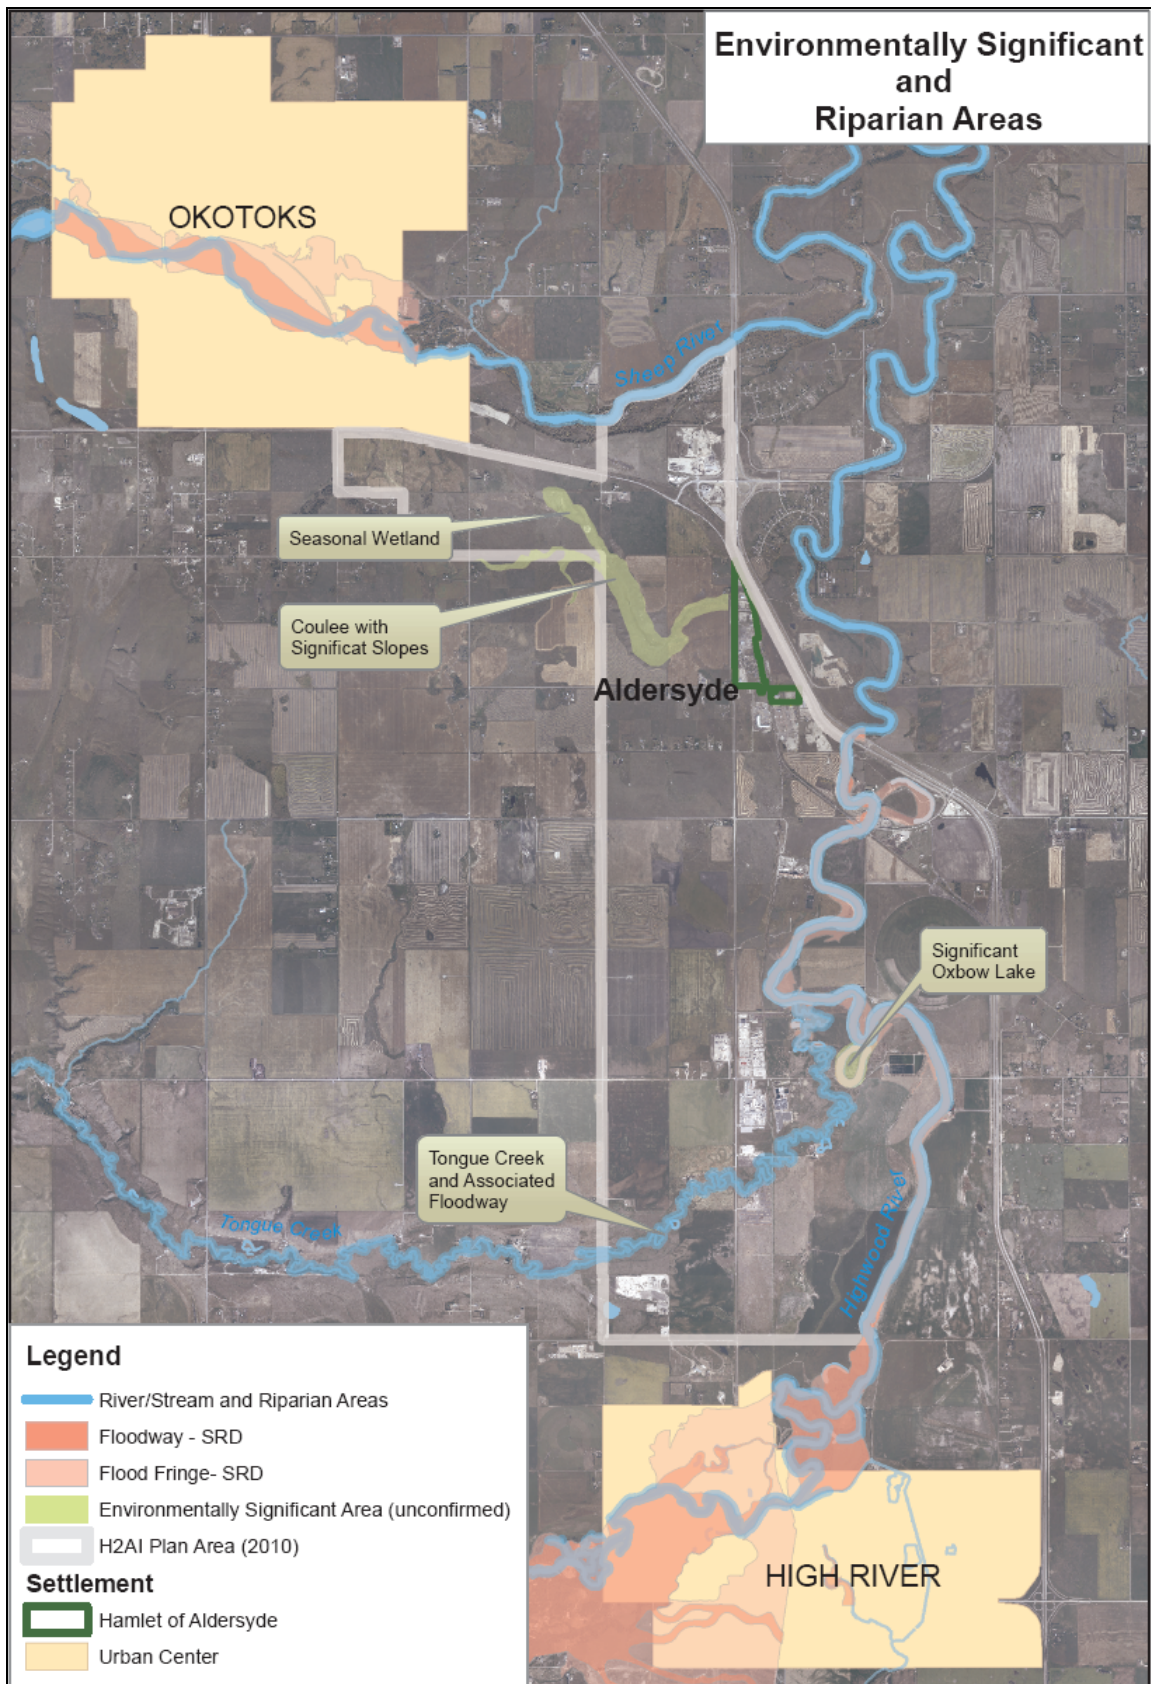 Environmentally Significant
and
Riparian Areas
OKOTOKS
Sheep River
Seasonal Wetland
Coulee with
Significat Slopes
Aldersyde
Significant
Oxbow Lake
Tongue Creek
and Associated
Floodway
Tongue Creek
Highwood River
HIGH RIVER
Legend
River/Stream and Riparian Areas
Floodway - SRD
Flood Fringe- SRD
Environmentally Significant Area (unconfirmed)
H2AI Plan Area (2010)
Settlement
Hamlet of Aldersyde
Urban Center